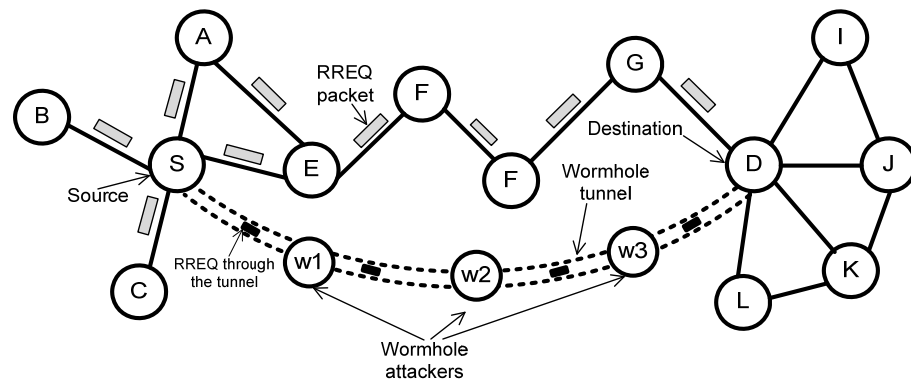 A
I
RREQ
packet
G
F
B
Destination
S
E
D
J
F
Wormhole
tunnel
Source
RREQ through
the tunnel
w1
w2
w3
K
C
L
Wormhole
attackers